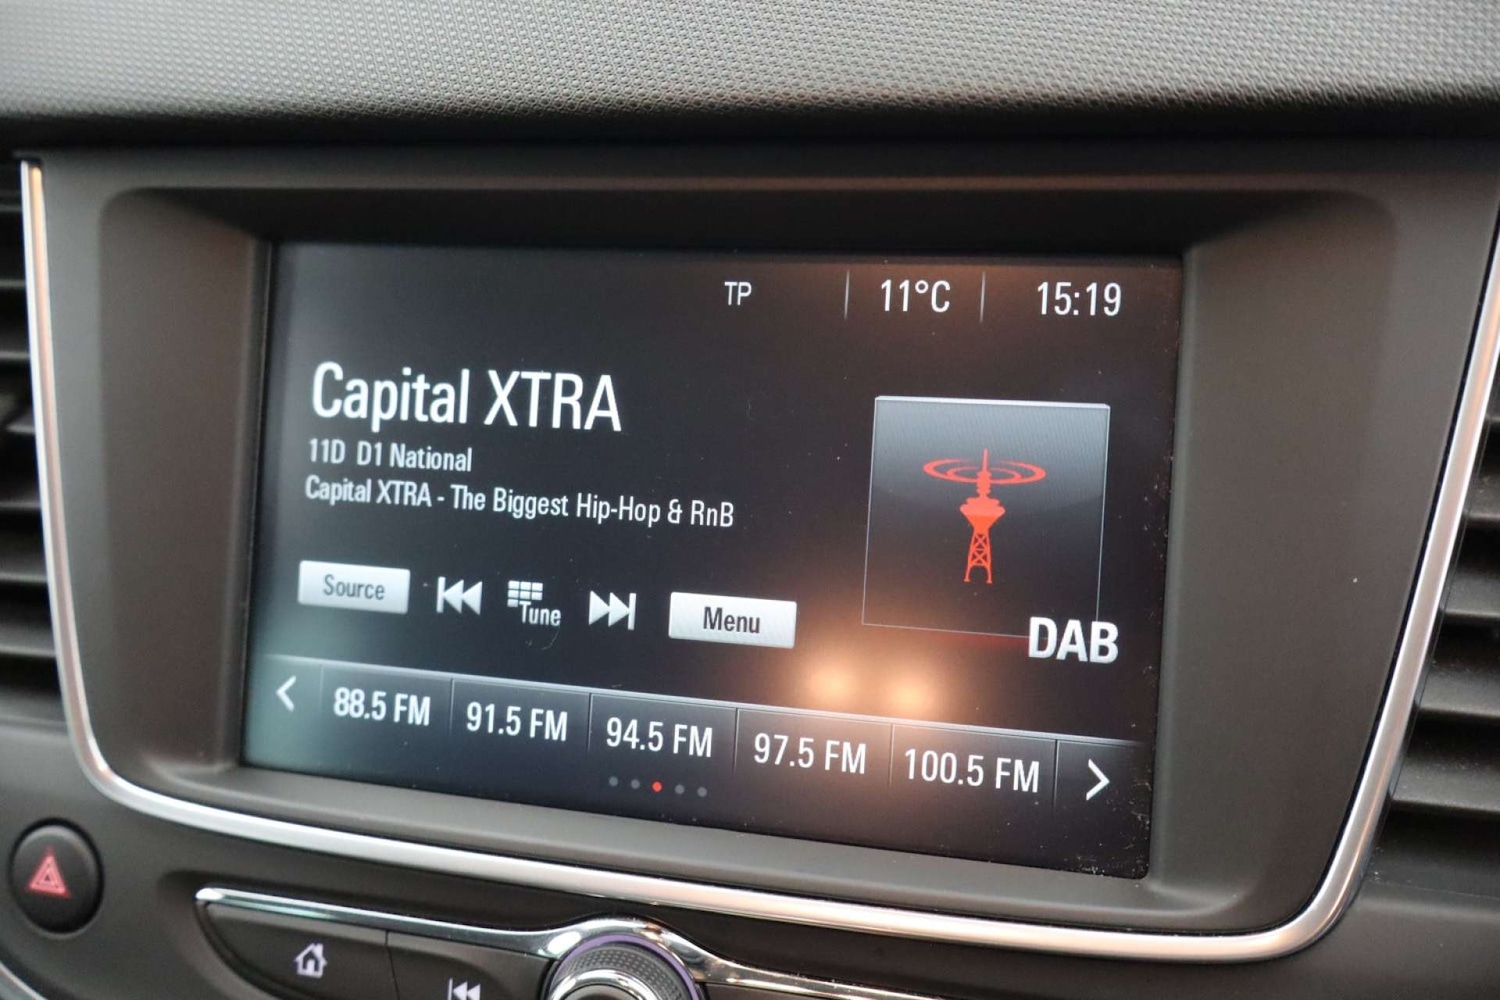 TP 11°C 15:19
Capital XTRA
11D D1 National
Capital XTRA - The Biggest Hip-Hop & RnB
Source Tune Menu
DAB
88.5 FM 91.5 FM 94.5 FM 97.5 FM 100.5 FM